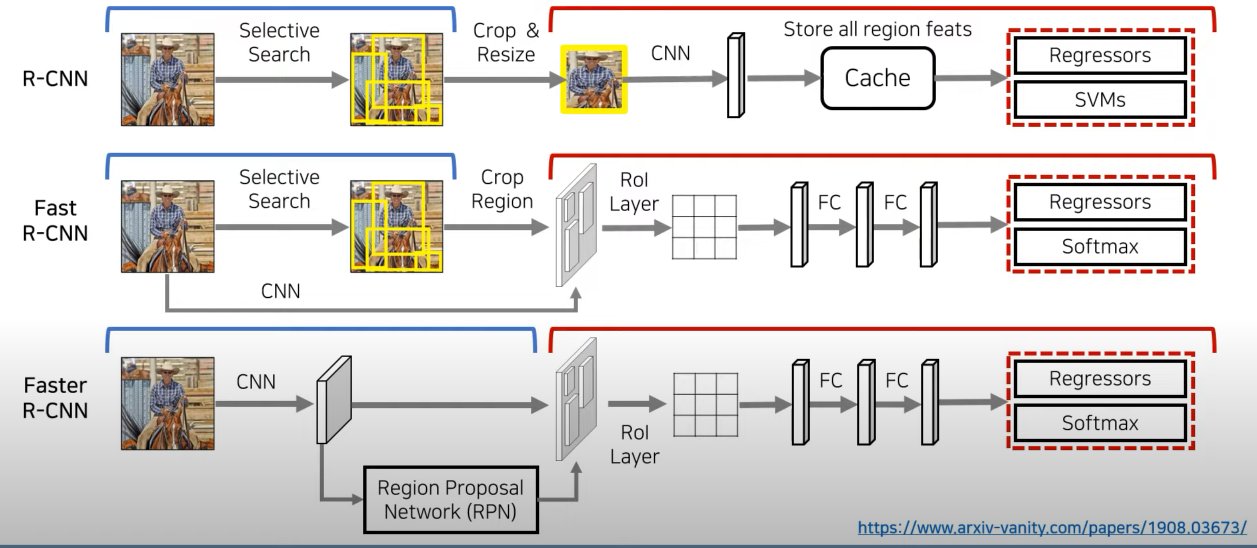 R-CNN
Selective
Search
Crop &
Resize
CNN
Store all region feats
Cache
Regressors
SVMs
Fast
R-CNN
Selective
Search
Crop
Region
CNN
RoI
Layer
FC
FC
Regressors
Softmax
Faster
R-CNN
CNN
Region Proposal
Network (RPN)
RoI
Layer
FC
FC
Regressors
Softmax
https://www.arxiv-vanity.com/papers/1908.03673/